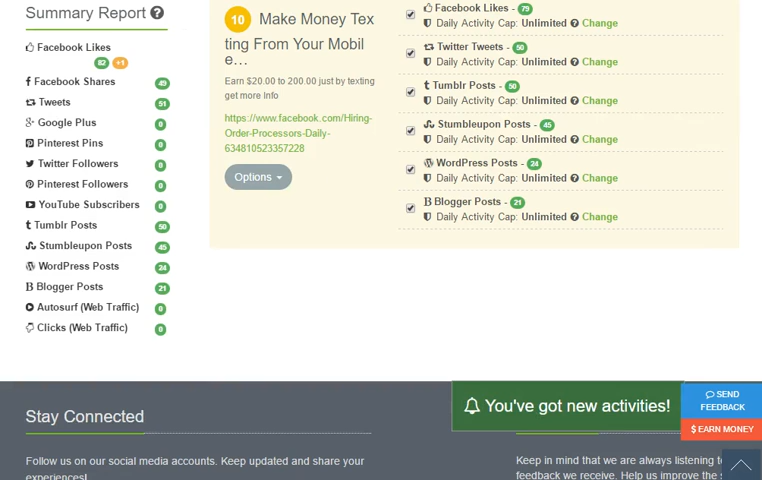 Summary Report
Facebook Likes
82 +1
Facebook Shares 49
Tweets 51
Google Plus 0
Pinterest Pins 0
Twitter Followers 0
Pinterest Followers 0
YouTube Subscribers 0
Tumblr Posts 50
Stumbleupon Posts 45
WordPress Posts 24
Blogger Posts 21
Autosurf (Web Traffic) 0
Clicks (Web Traffic) 0
10 Make Money Tex
ting From Your Mobil
e...
Earn $20.00 to 200.00 just by texting
get more Info
https://www.facebook.com/Hiring-
Order-Processors-Daily-
634810523357228
Options
Facebook Likes - 79
Daily Activity Cap: Unlimited Change
Twitter Tweets - 50
Daily Activity Cap: Unlimited Change
Tumblr Posts - 50
Daily Activity Cap: Unlimited Change
Stumbleupon Posts - 45
Daily Activity Cap: Unlimited Change
WordPress Posts - 24
Daily Activity Cap: Unlimited Change
Blogger Posts - 21
Daily Activity Cap: Unlimited Change
You've got new activities!
SEND
FEEDBACK
$ EARN MONEY
Stay Connected
Follow us on our social media accounts. Keep updated and share your
experiences!
Keep in mind that we are always listening
feedback we receive. Help us improve the